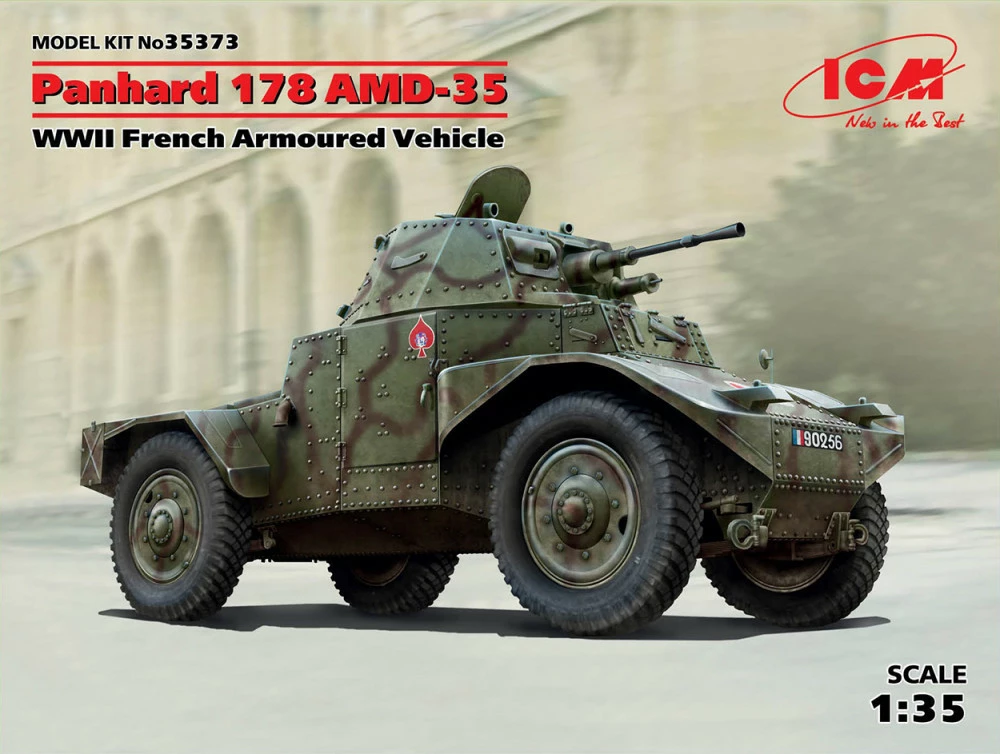 MODEL KIT No35373
Panhard 178 AMD-35
WWII French Armoured Vehicle
ICM
New in the Best
90256
SCALE
1:35